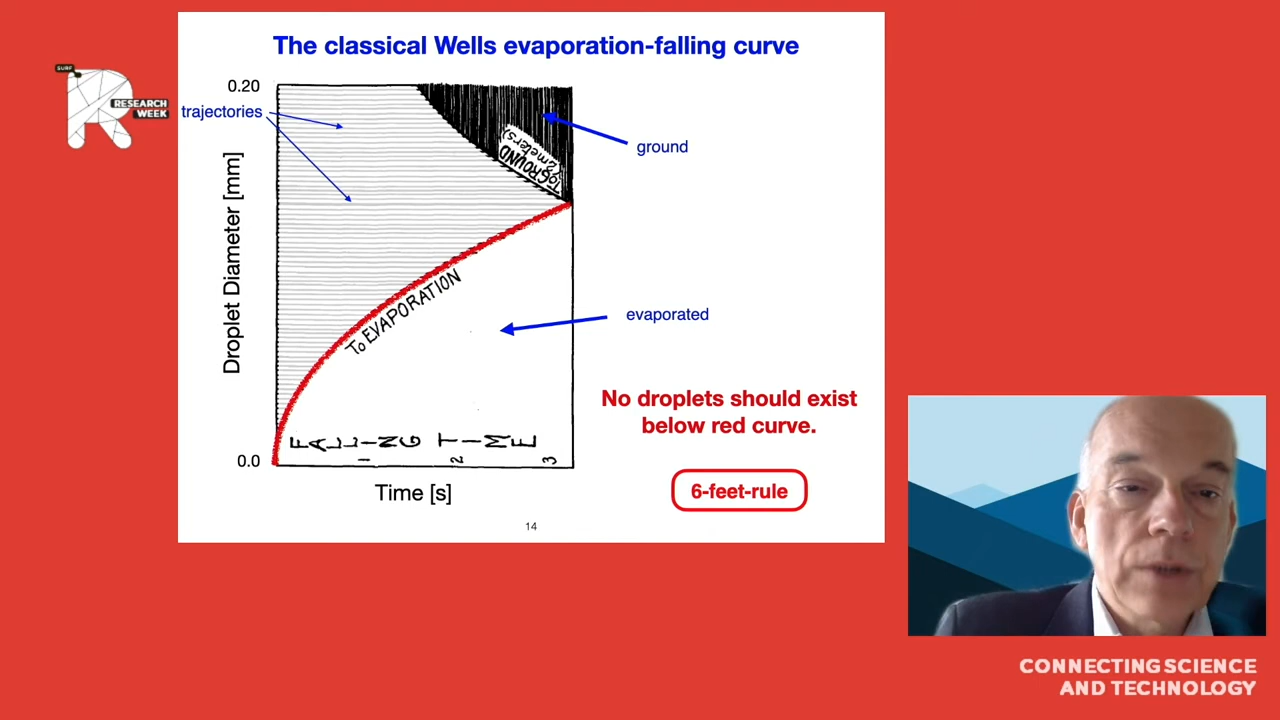 The classical Wells evaporation-falling curve
SURF
RESEARCH
WEEK
0.20
trajectories
ground
TO GROUND
(2 meters)
Droplet Diameter [mm]
TO EVAPORATION
evaporated
No droplets should exist
below red curve.
FALLING TIME
1 2 3
0.0
6-feet-rule
Time [s]
14
CONNECTING SCIENCE
AND TECHNOLOGY